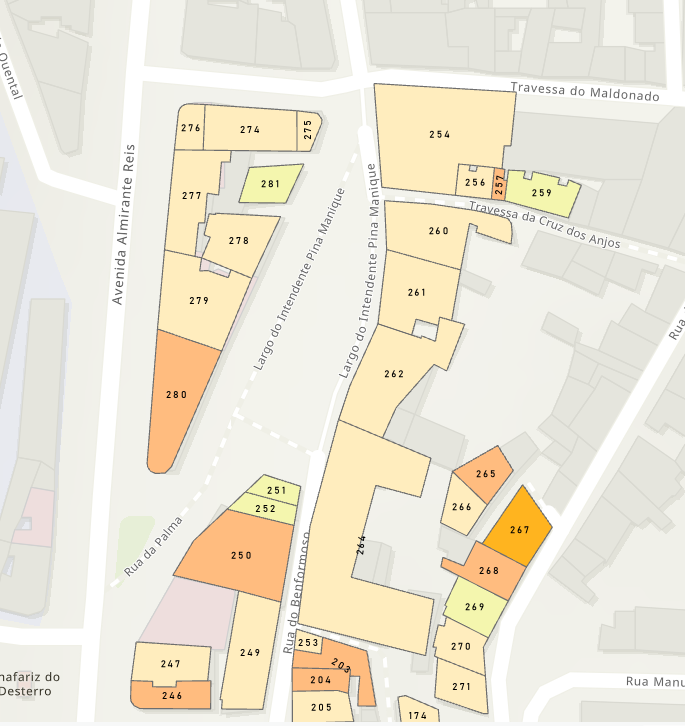 Quental
Travessa do Maldonado
276
274
275
254
277
281
256
257
259
Avenida Almirante Reis
Largo do Intendente Pina Manique
Largo do Intendente Pina Manique
Travessa da Cruz dos Anjos
260
278
261
279
Rua
262
280
265
251
252
266
267
250
264
268
Rua da Palma
Rua do Benformoso
269
253
270
249
247
203
204
271
246
205
174
Rua Manu
nafariz do
Desterro